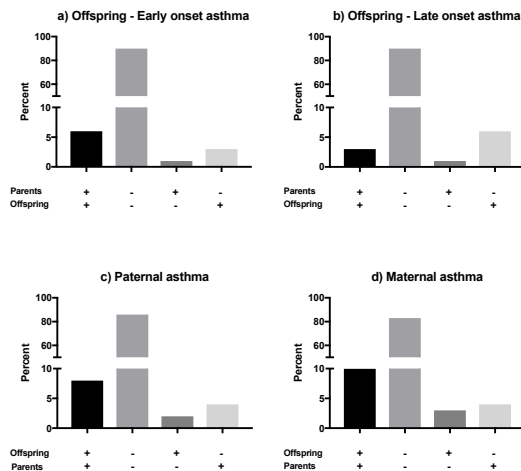 a) Offspring - Early onset asthma
Percent
100
80
60
10
5
0
Parents + - + -
Offspring + - - +
b) Offspring - Late onset asthma
Percent
100
80
60
10
5
0
+ - + -
+ - - +
c) Paternal asthma
Percent
100
80
60
15
10
5
0
Offspring + - + -
Parents + - - +
d) Maternal asthma
Percent
100
80
60
15
10
5
0
Offspring + - + -
Parents + - - +